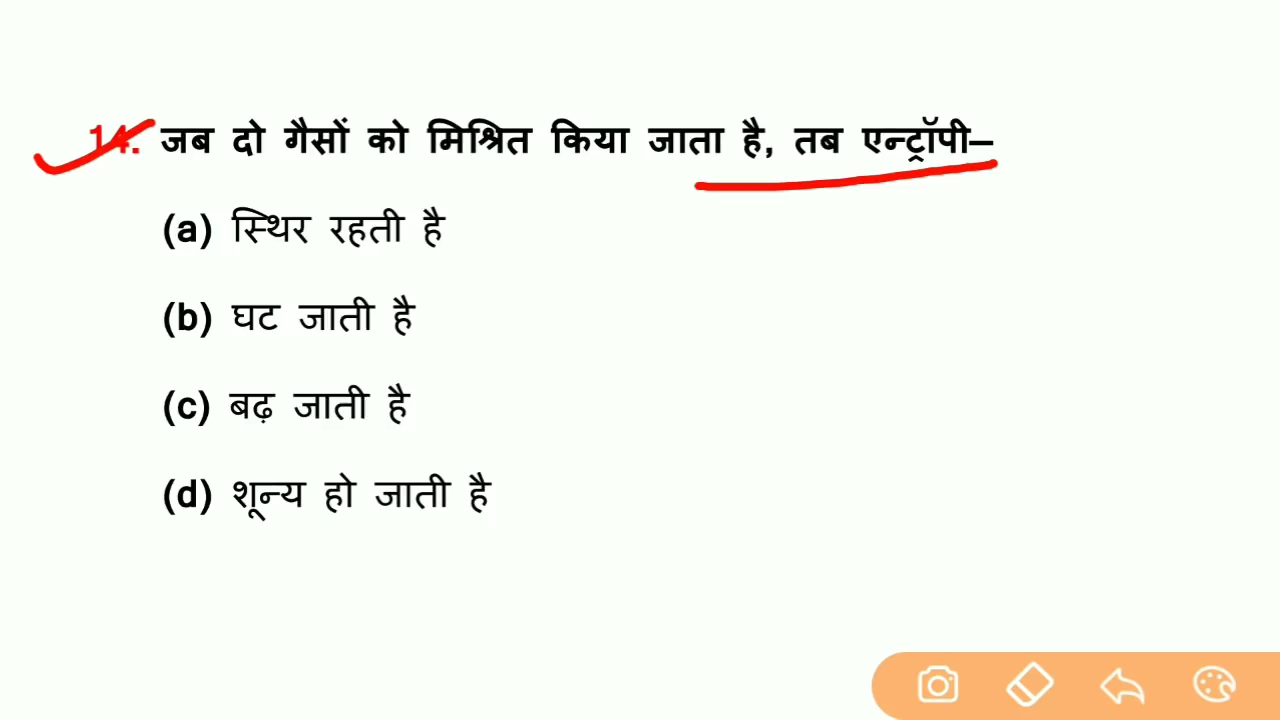 14. जब दो गैसों को मिश्रित किया जाता है, तब एन्ट्रॉपी–
(a) स्थिर रहती है
(b) घट जाती है
(c) बढ़ जाती है
(d) शून्य हो जाती है